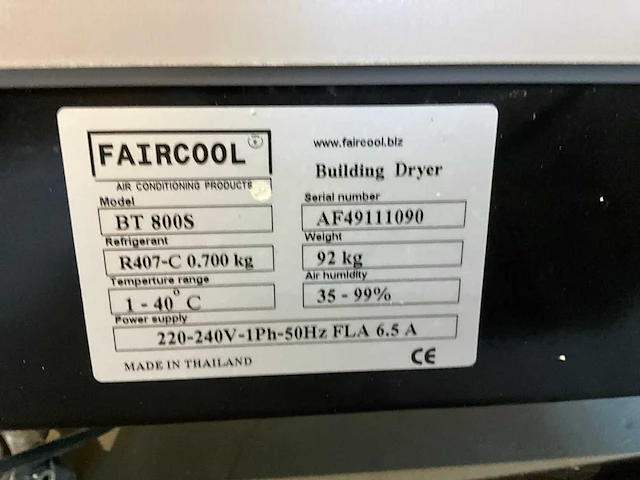 FAIRCOOL
www.faircool.biz
AIR CONDITIONING PRODUCTS
Building Dryer
Model
BT 800S
Serial number
AF49111090
Refrigerant
R407-C 0.700 kg
Weight
92 kg
Temperture range
1 - 40° C
Air humidity
35 - 99%
Power supply
220-240V-1Ph-50Hz FLA 6.5 A
MADE IN THAILAND
CE